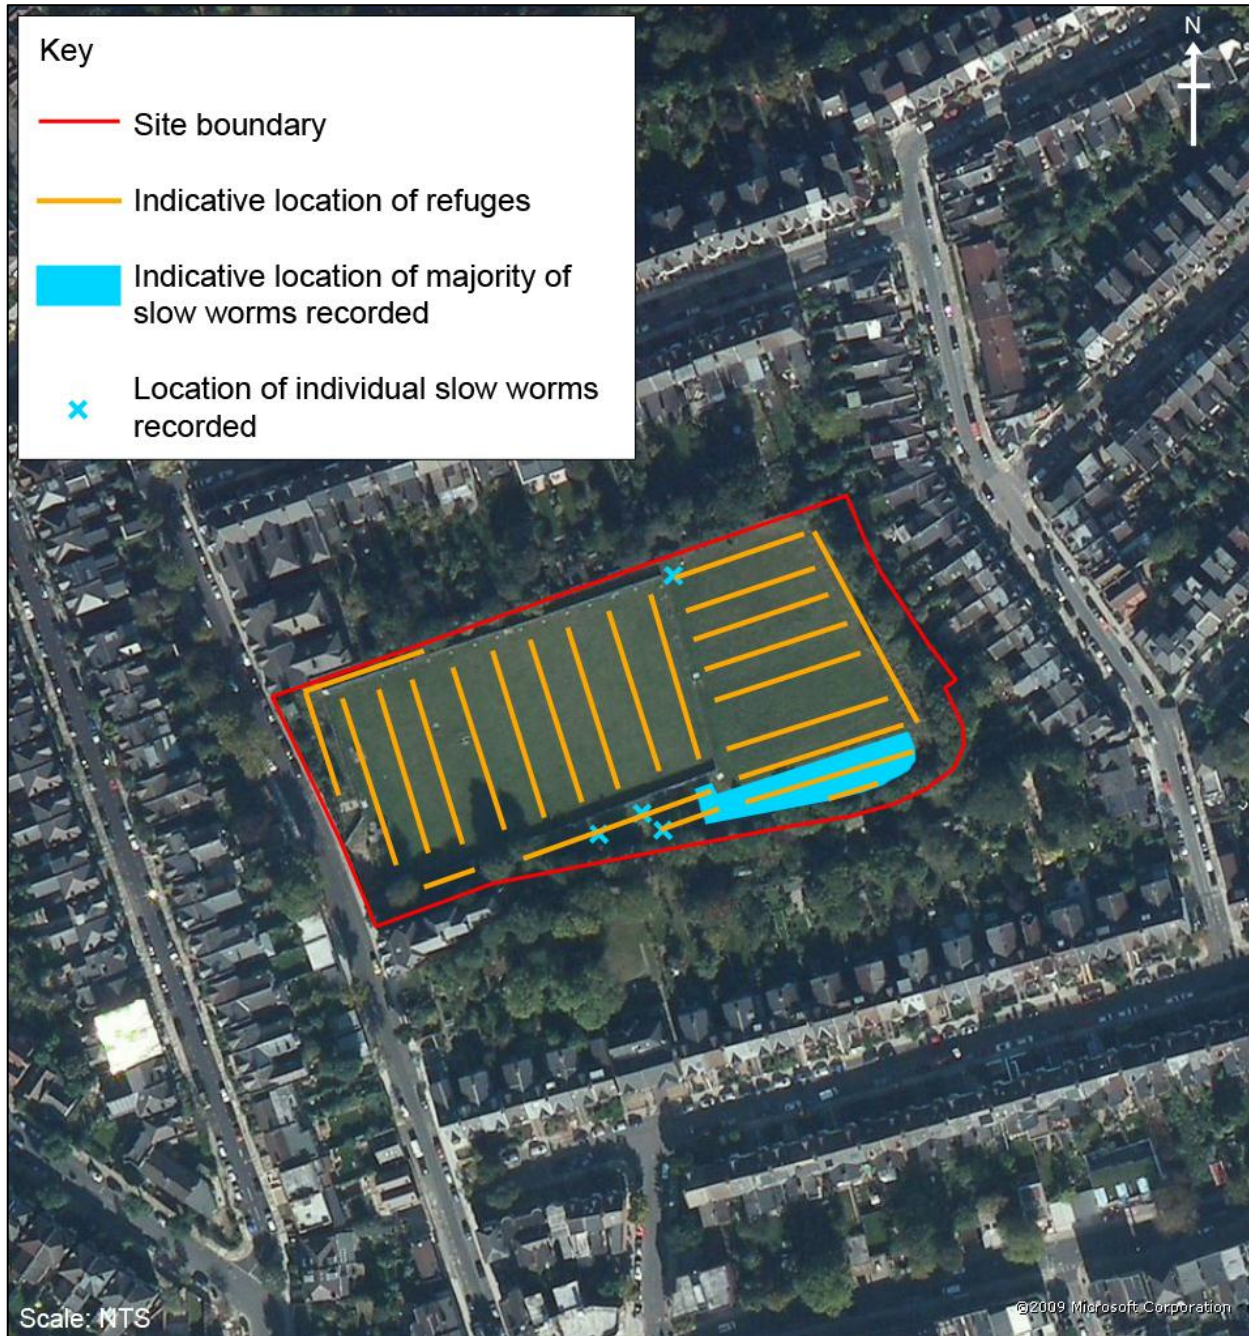 Key
Site boundary
Indicative location of refuges
Indicative location of majority of
slow worms recorded
Location of individual slow worms
recorded
N
Scale: NTS
©2009 Microsoft Corporation